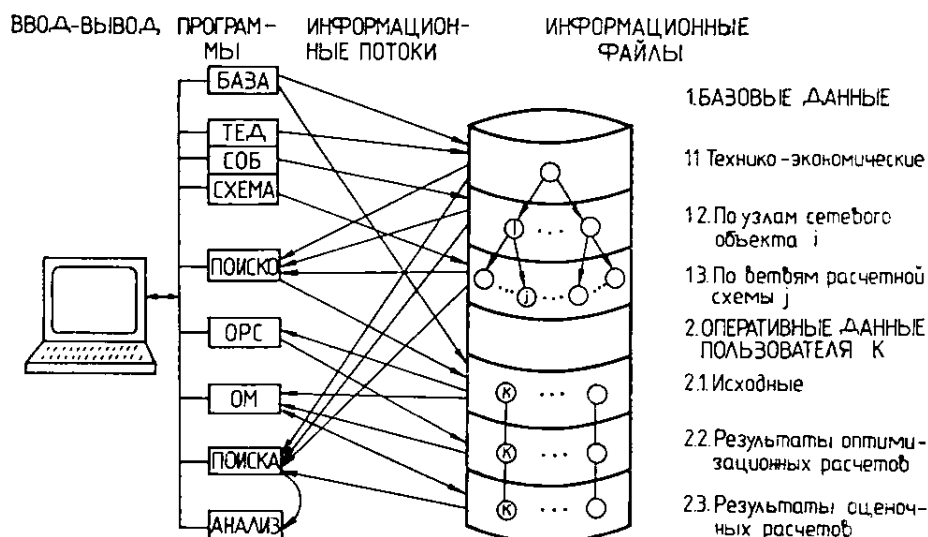 ВВОД-ВЫВОД ПРОГРАМ-
МЫ
ИНФОРМАЦИОН-
НЫЕ ПОТОКИ
ИНФОРМАЦИОННЫЕ
ФАЙЛЫ
БАЗА
ТЕД
СОБ
СХЕМА
ПОИСКО
ОРС
ОМ
ПОИСКА
АНАЛИЗ
i ...
... j ... ...
К ...
К ...
К ...
1.БАЗОВЫЕ ДАННЫЕ
1.1 Технико-экономические
1.2. По узлам сетевого
объекта i
1.3. По ветвям расчетной
схемы j
2. ОПЕРАТИВНЫЕ ДАННЫЕ
ПОЛЬЗОВАТЕЛЯ К
2.1. Исходные
2.2. Результаты оптими-
зационных расчетов
2.3. Результаты оценоч-
ных расчетов